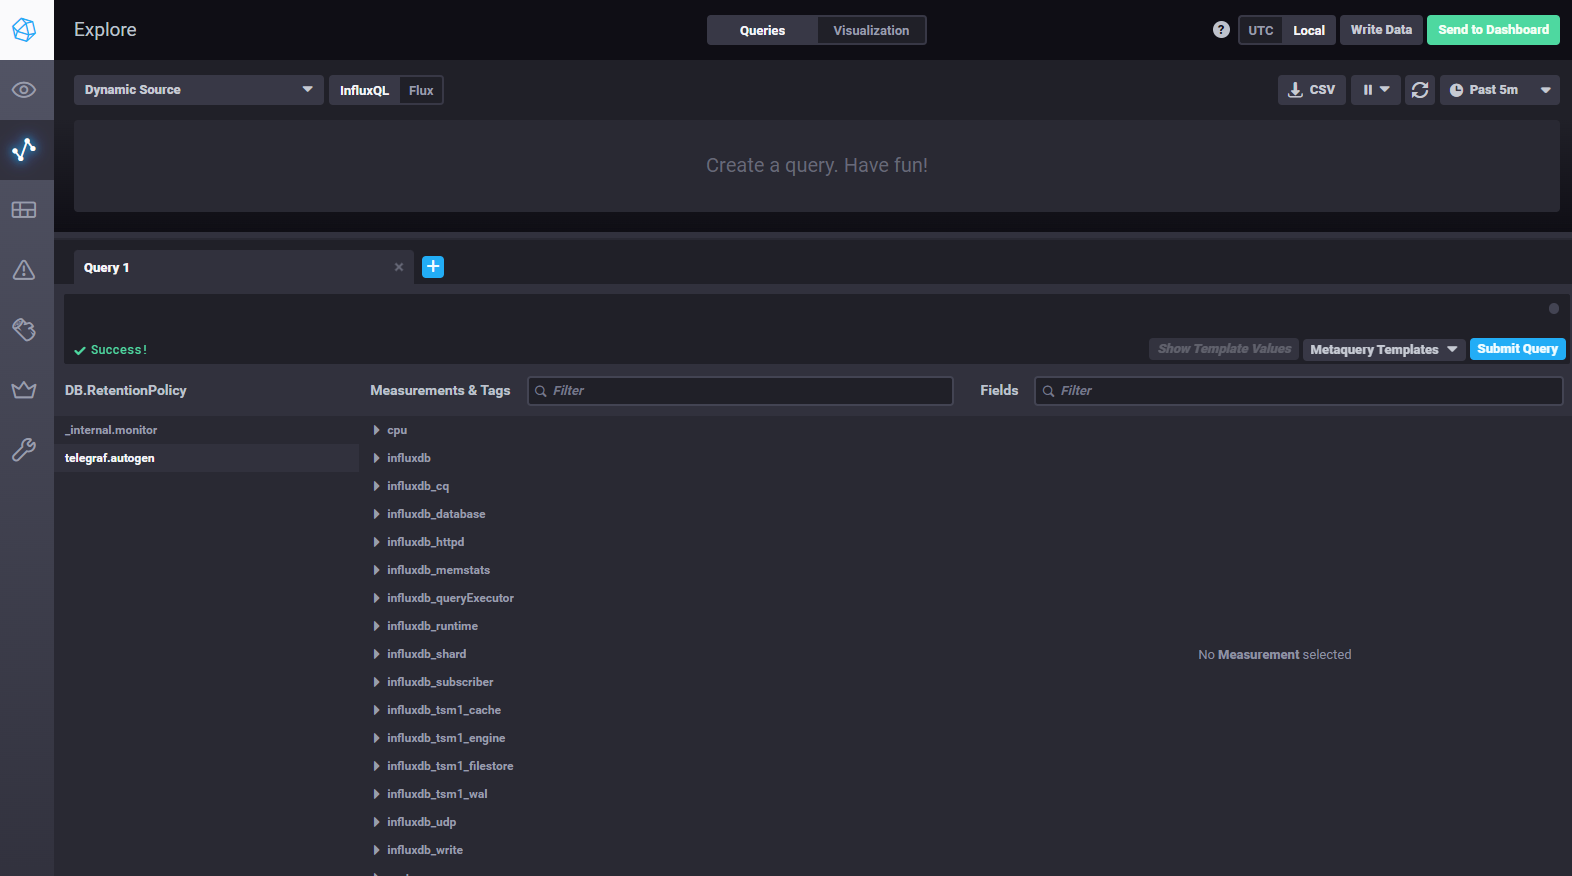 Explore
Queries
Visualization
?
UTC
Local
Write Data
Send to Dashboard
Dynamic Source
InfluxQL
Flux
CSV
Past 5m
Create a query. Have fun!
Query 1
Success!
Show Template Values
Metaquery Templates
Submit Query
DB.RetentionPolicy
Measurements & Tags
Filter
Fields
Filter
_internal.monitor
telegraf.autogen
cpu
influxdb
influxdb_cq
influxdb_database
influxdb_httpd
influxdb_memstats
influxdb_queryExecutor
influxdb_runtime
influxdb_shard
influxdb_subscriber
influxdb_tsm1_cache
influxdb_tsm1_engine
influxdb_tsm1_filestore
influxdb_tsm1_wal
influxdb_udp
influxdb_write
No Measurement selected